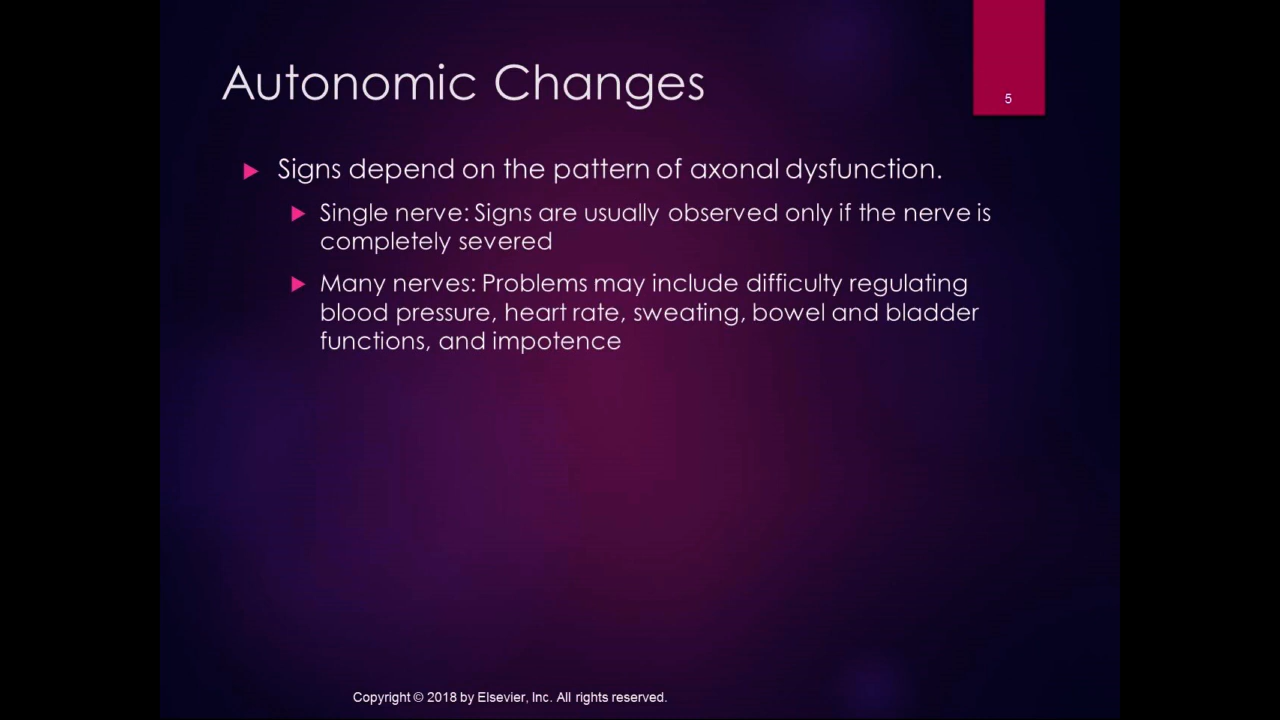 Autonomic Changes
5
Signs depend on the pattern of axonal dysfunction.
Single nerve: Signs are usually observed only if the nerve is
completely severed
Many nerves: Problems may include difficulty regulating
blood pressure, heart rate, sweating, bowel and bladder
functions, and impotence
Copyright © 2018 by Elsevier, Inc. All rights reserved.